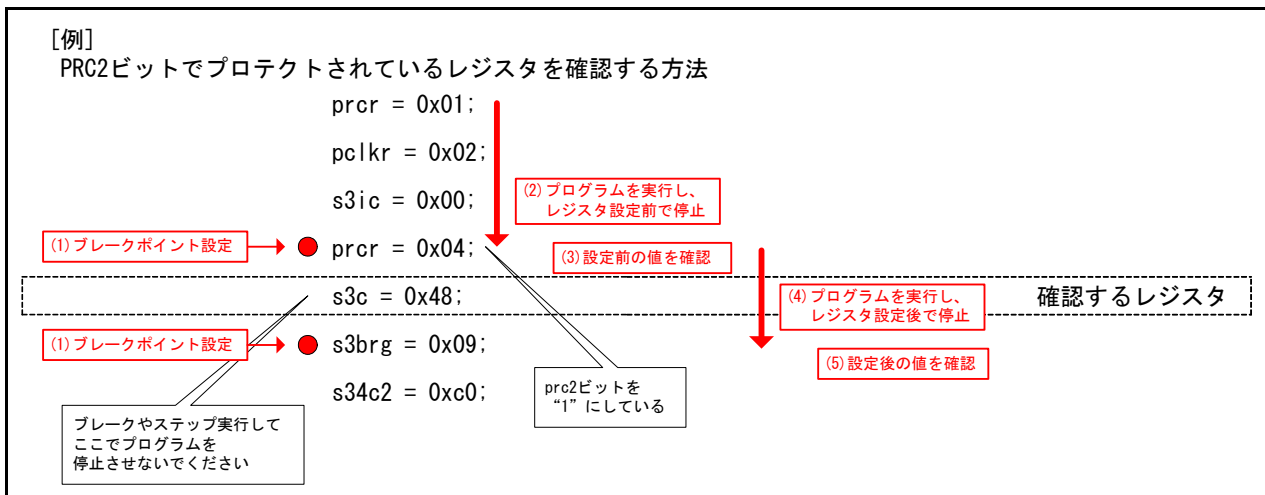 [例]
PRC2ビットでプロテクトされているレジスタを確認する方法
prcr = 0x01;
pclkr = 0x02;
s3ic = 0x00;
(2)プログラムを実行し、
レジスタ設定前で停止
(1)ブレークポイント設定
prcr = 0x04;
(3)設定前の値を確認
s3c = 0x48;
(4)プログラムを実行し、
レジスタ設定後で停止
確認するレジスタ
(1)ブレークポイント設定
s3brg = 0x09;
(5)設定後の値を確認
s34c2 = 0xc0;
prc2ビットを
“1”にしている
ブレークやステップ実行して
ここでプログラムを
停止させないでください